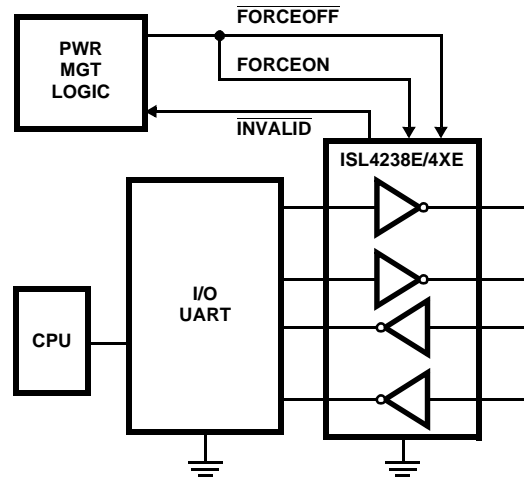 FORCEOFF
PWR
MGT
LOGIC
FORCEON
INVALID
ISL4238E/4XE
I/O
UART
CPU